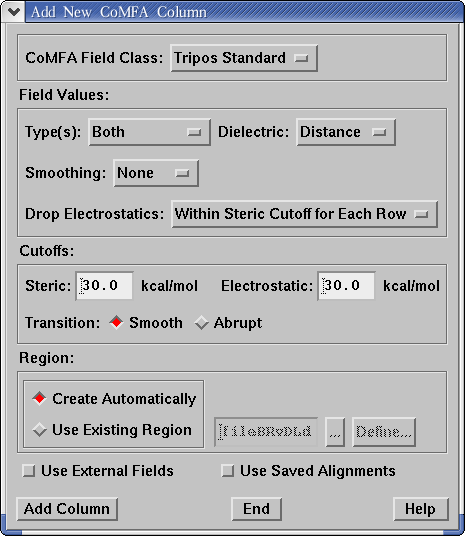 Add New CoMFA Column
CoMFA Field Class: Tripos Standard
Field Values:
Type(s): Both Dielectric: Distance
Smoothing: None
Drop Electrostatics: Within Steric Cutoff for Each Row
Cutoffs:
Steric: 30.0 kcal/mol Electrostatic: 30.0 kcal/mol
Transition: Smooth Abrupt
Region:
Create Automatically
Use Existing Region fileBRvDLd ... Define...
Use External Fields Use Saved Alignments
Add Column End Help